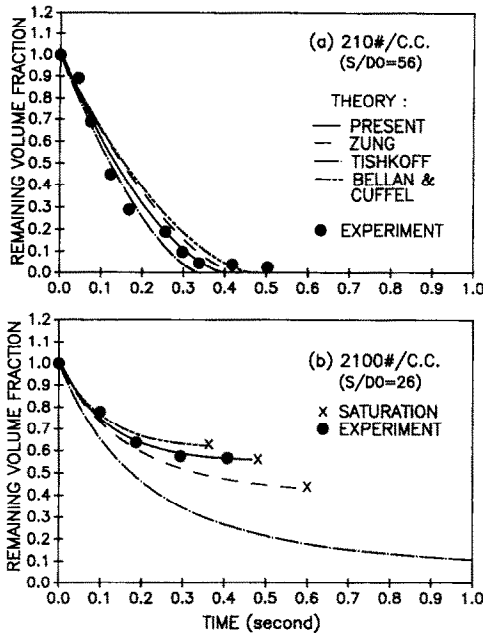 REMAINING VOLUME FRACTION
1.2
1.1
1.0
0.9
0.8
0.7
0.6
0.5
0.4
0.3
0.2
0.1
0.0
(a) 210#/C.C.
(S/D0=56)
THEORY :
PRESENT
ZUNG
TISHKOFF
BELLAN &
CUFFEL
EXPERIMENT
0.0 0.1 0.2 0.3 0.4 0.5 0.6 0.7 0.8 0.9 1.0
REMAINING VOLUME FRACTION
1.2
1.1
1.0
0.9
0.8
0.7
0.6
0.5
0.4
0.3
0.2
0.1
0.0
(b) 2100#/C.C.
(S/D0=26)
X SATURATION
EXPERIMENT
X
X
X
0.0 0.1 0.2 0.3 0.4 0.5 0.6 0.7 0.8 0.9 1.0
TIME (second)